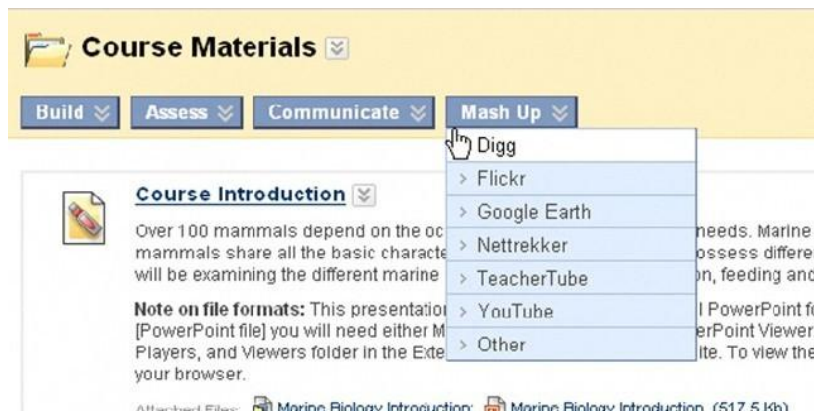 Course Materials
Build Assess Communicate Mash Up
Digg
Flickr
Google Earth
Nettrekker
TeacherTube
YouTube
Other
Course Introduction
Over 100 mammals depend on the oc needs. Marine
mammals share all the basic characte ossess differe
will be examining the different marine n, feeding and
Note on file formats: This presentation l PowerPoint fo
[PowerPoint file] you will need either M erPoint Viewer
Players, and Viewers folder in the Exte ite. To view the
your browser.
Attached Files: Marine Biology Introduction; Marine Biology Introduction (517.5 Kb)